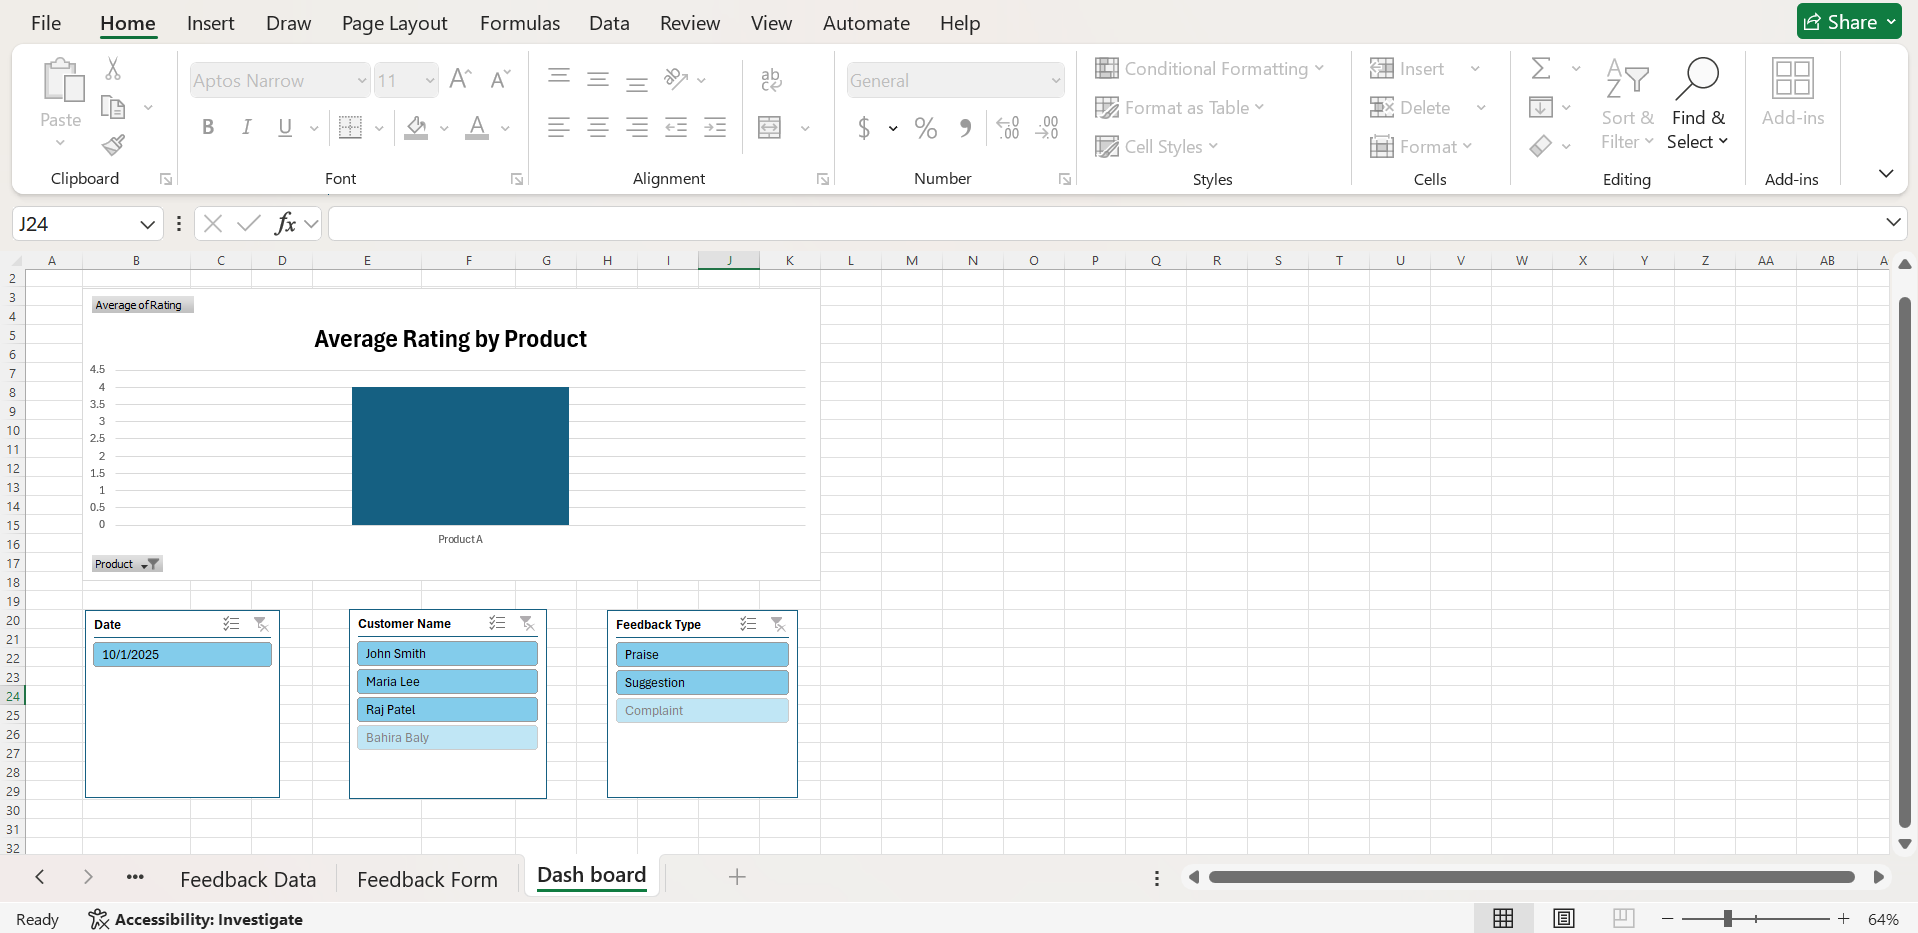 File Home Insert Draw Page Layout Formulas Data Review View Automate Help Share
Aptos Narrow 11 General
Paste
B I U
Conditional Formatting
Format as Table
Cell Styles
Insert
Delete
Format
Sort & Filter
Find & Select
Add-ins
Clipboard Font Alignment Number Styles Cells Editing Add-ins
J24 fx
A B C D E F G H I J K L M N O P Q R S T U V W X Y Z AA AB A
2
3
4
5
6
7
8
9
10
11
12
13
14
15
16
17
18
19
20
21
22
23
24
25
26
27
28
29
30
31
32
Average of Rating
Average Rating by Product
4.5
4
3.5
3
2.5
2
1.5
1
0.5
0
Product A
Product
Date
10/1/2025
Customer Name
John Smith
Maria Lee
Raj Patel
Bahira Baly
Feedback Type
Praise
Suggestion
Complaint
Feedback Data Feedback Form Dash board
Ready Accessibility: Investigate 64%